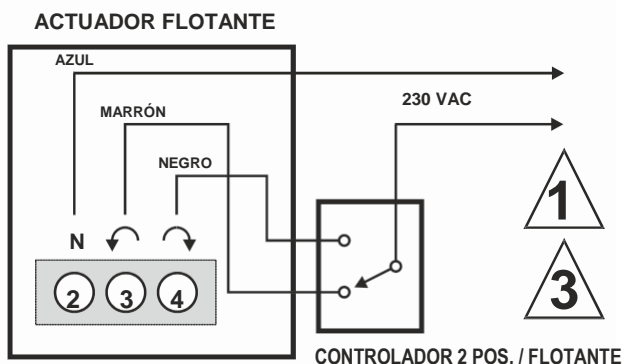 ACTUADOR FLOTANTE
AZUL
230 VAC
MARRÓN
NEGRO
1
N
2 3 4
3
CONTROLADOR 2 POS. / FLOTANTE